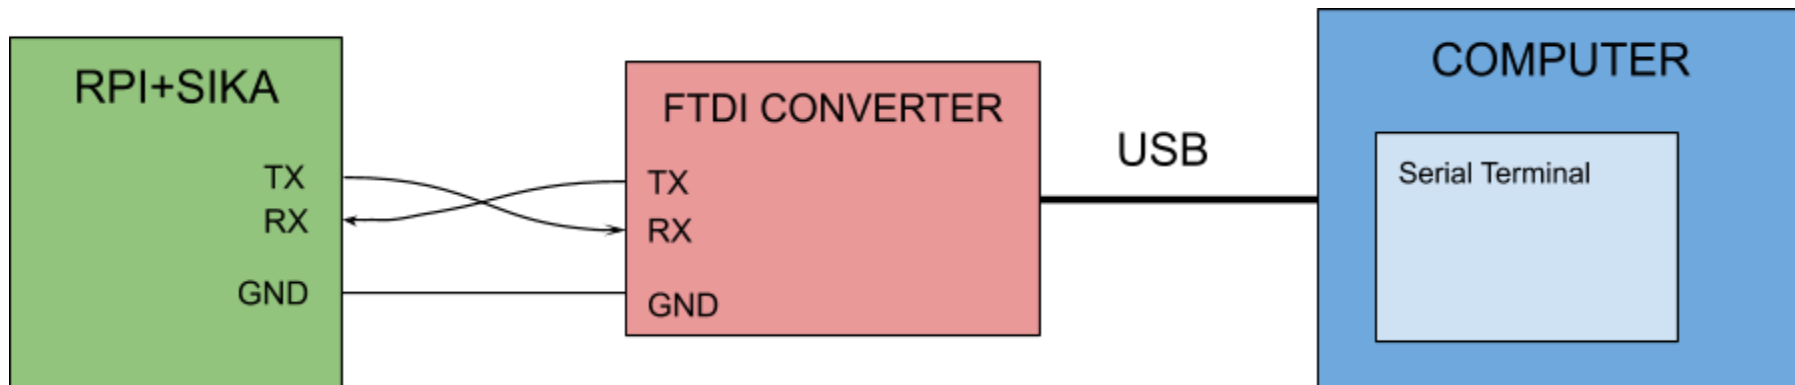 RPI+SIKA
TX
RX
GND
FTDI CONVERTER
TX
RX
GND
USB
COMPUTER
Serial Terminal